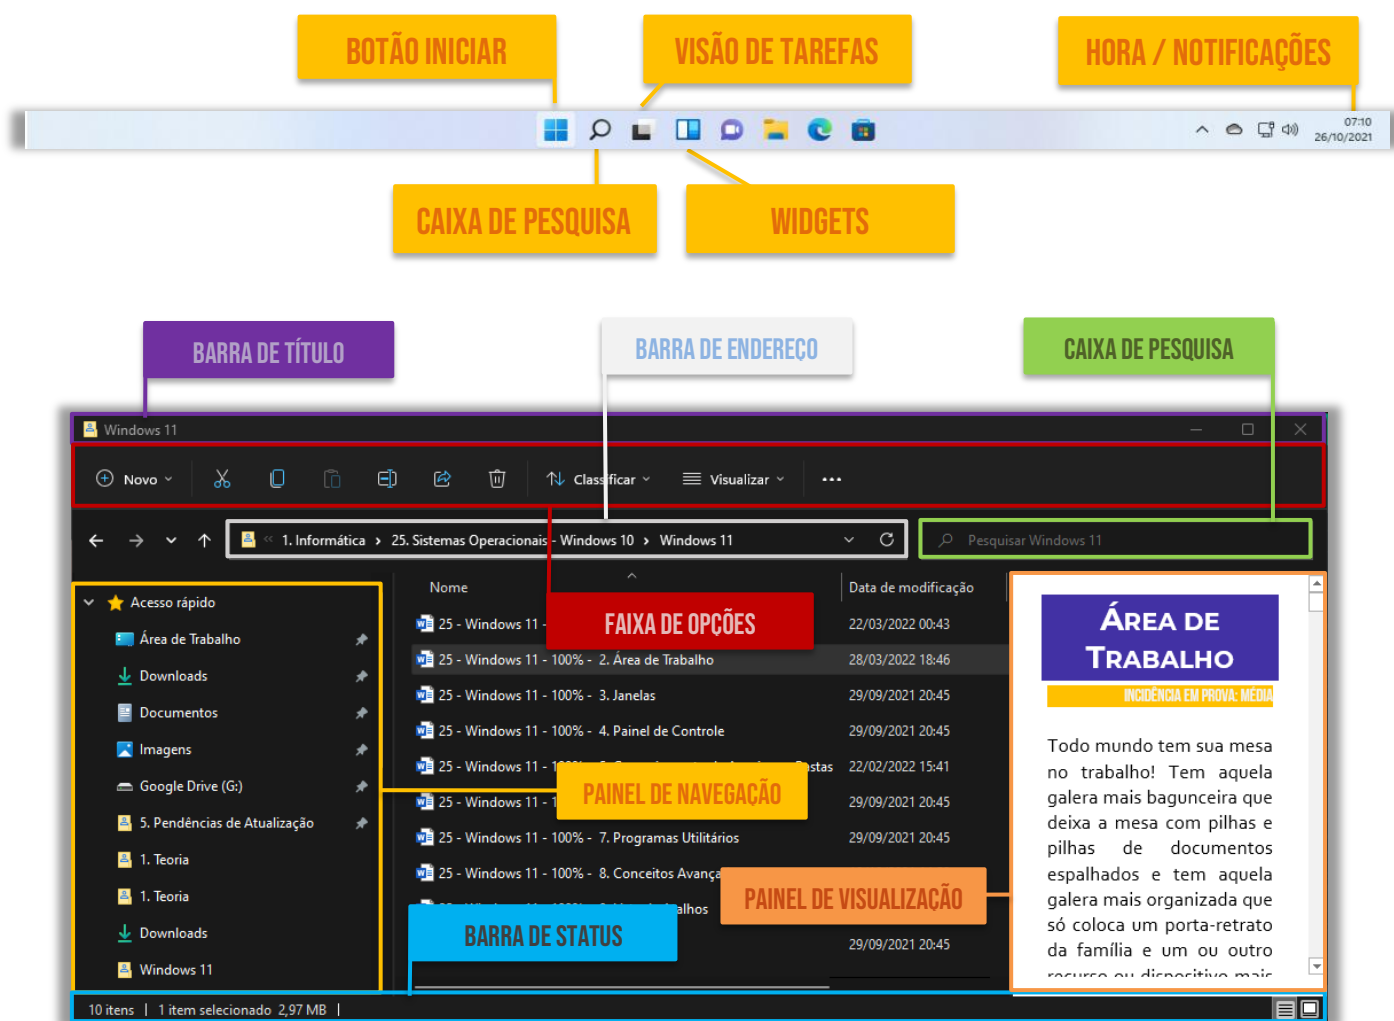 BOTÃO INICIAR
VISÃO DE TAREFAS
HORA / NOTIFICAÇÕES
07:10
26/10/2021
CAIXA DE PESQUISA
WIDGETS
BARRA DE TÍTULO
BARRA DE ENDEREÇO
CAIXA DE PESQUISA
Windows 11
Novo
Classificar
Visualizar
1. Informática > 25. Sistemas Operacionais - Windows 10 > Windows 11
Pesquisar Windows 11
Nome
Data de modificação
Acesso rápido
Área de Trabalho
Downloads
Documentos
Imagens
Google Drive (G:)
5. Pendências de Atualização
1. Teoria
1. Teoria
Downloads
Windows 11
25 - Windows 11 -
22/03/2022 00:43
FAIXA DE OPÇÕES
25 - Windows 11 - 100% - 2. Área de Trabalho
28/03/2022 18:46
25 - Windows 11 - 100% - 3. Janelas
29/09/2021 20:45
25 - Windows 11 - 100% - 4. Painel de Controle
29/09/2021 20:45
25 - Windows 11 -
22/02/2022 15:41
PAINEL DE NAVEGAÇÃO
25 - Windows 11 - 1
29/09/2021 20:45
25 - Windows 11 - 100% - 7. Programas Utilitários
29/09/2021 20:45
25 - Windows 11 - 100% - 8. Conceitos Avança
PAINEL DE VISUALIZAÇÃO
BARRA DE STATUS
29/09/2021 20:45
ÁREA DE
TRABALHO
INCIDÊNCIA EM PROVA: MÉDIA
Todo mundo tem sua mesa
no trabalho! Tem aquela
galera mais bagunceira que
deixa a mesa com pilhas e
pilhas de documentos
espalhados e tem aquela
galera mais organizada que
só coloca um porta-retrato
da família e um ou outro
recurso ou dispositivo mais
10 itens | 1 item selecionado 2,97 MB |